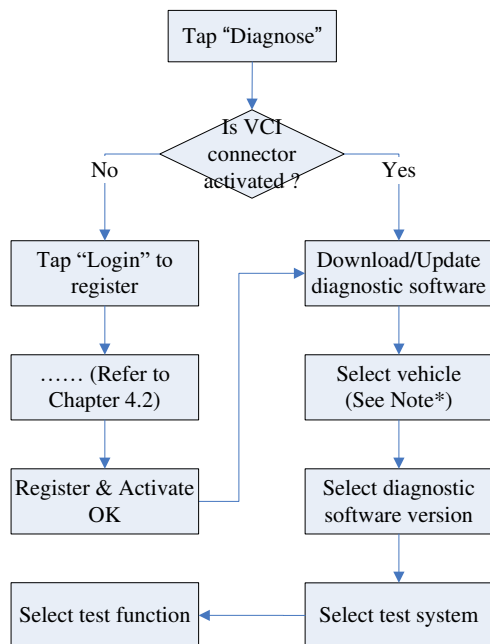 Tap “Diagnose”
Is VCI
connector
activated ?
No
Yes
Tap “Login” to
register
Download/Update
diagnostic software
…… (Refer to
Chapter 4.2)
Select vehicle
(See Note*)
Register & Activate
OK
Select diagnostic
software version
Select test function
Select test system